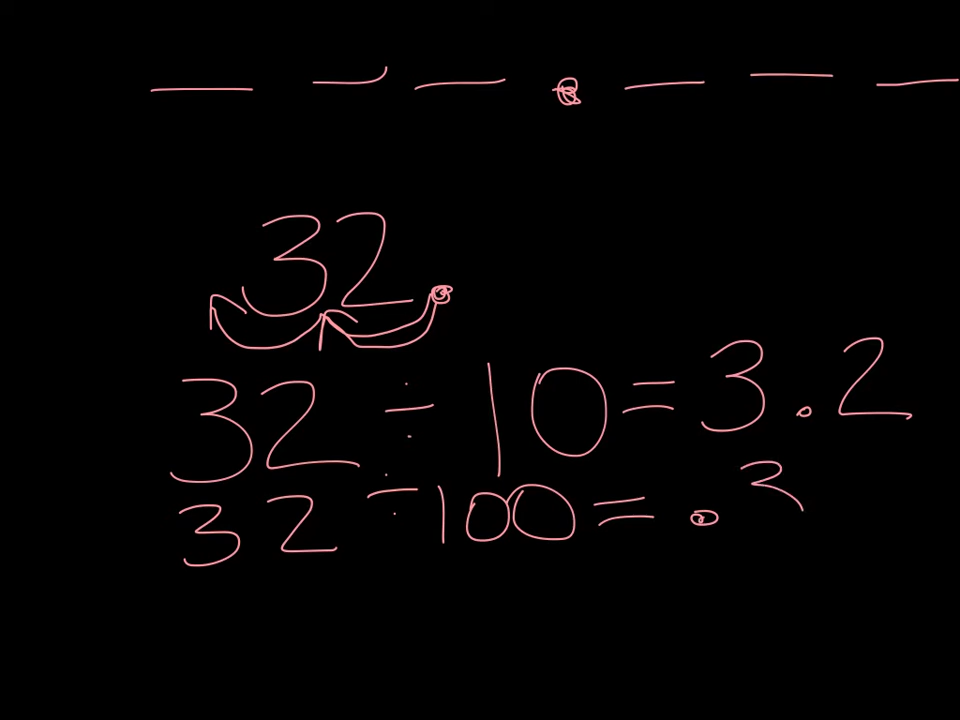 32.
32 ÷ 10 = 3.2
32 ÷ 100 = .3